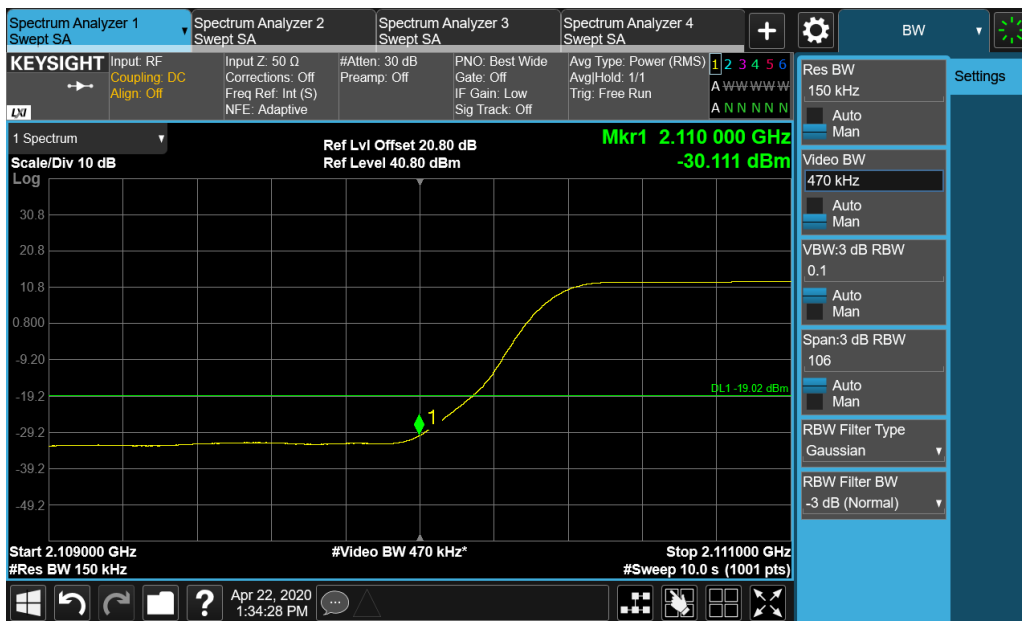 Spectrum Analyzer 1
Swept SA
Spectrum Analyzer 2
Swept SA
Spectrum Analyzer 3
Swept SA
Spectrum Analyzer 4
Swept SA
+
BW
KEYSIGHT
LXI
Input: RF
Coupling: DC
Align: Off
Input Z: 50 Ω
Corrections: Off
Freq Ref: Int (S)
NFE: Adaptive
#Atten: 30 dB
Preamp: Off
PNO: Best Wide
Gate: Off
IF Gain: Low
Sig Track: Off
Avg Type: Power (RMS)
Avg|Hold: 1/1
Trig: Free Run
1 2 3 4 5 6
A W W W W W
A N N N N N
1 Spectrum
Scale/Div 10 dB
Log
Ref Lvl Offset 20.80 dB
Ref Level 40.80 dBm
Mkr1 2.110 000 GHz
-30.111 dBm
30.8
20.8
10.8
0.800
-9.20
-19.2
-29.2
-39.2
-49.2
DL1 -19.02 dBm
1
Start 2.109000 GHz
#Res BW 150 kHz
#Video BW 470 kHz*
Stop 2.111000 GHz
#Sweep 10.0 s (1001 pts)
Res BW
150 kHz
Auto
Man
Video BW
470 kHz
Auto
Man
VBW:3 dB RBW
0.1
Auto
Man
Span:3 dB RBW
106
Auto
Man
RBW Filter Type
Gaussian
RBW Filter BW
-3 dB (Normal)
Settings
?
Apr 22, 2020
1:34:28 PM